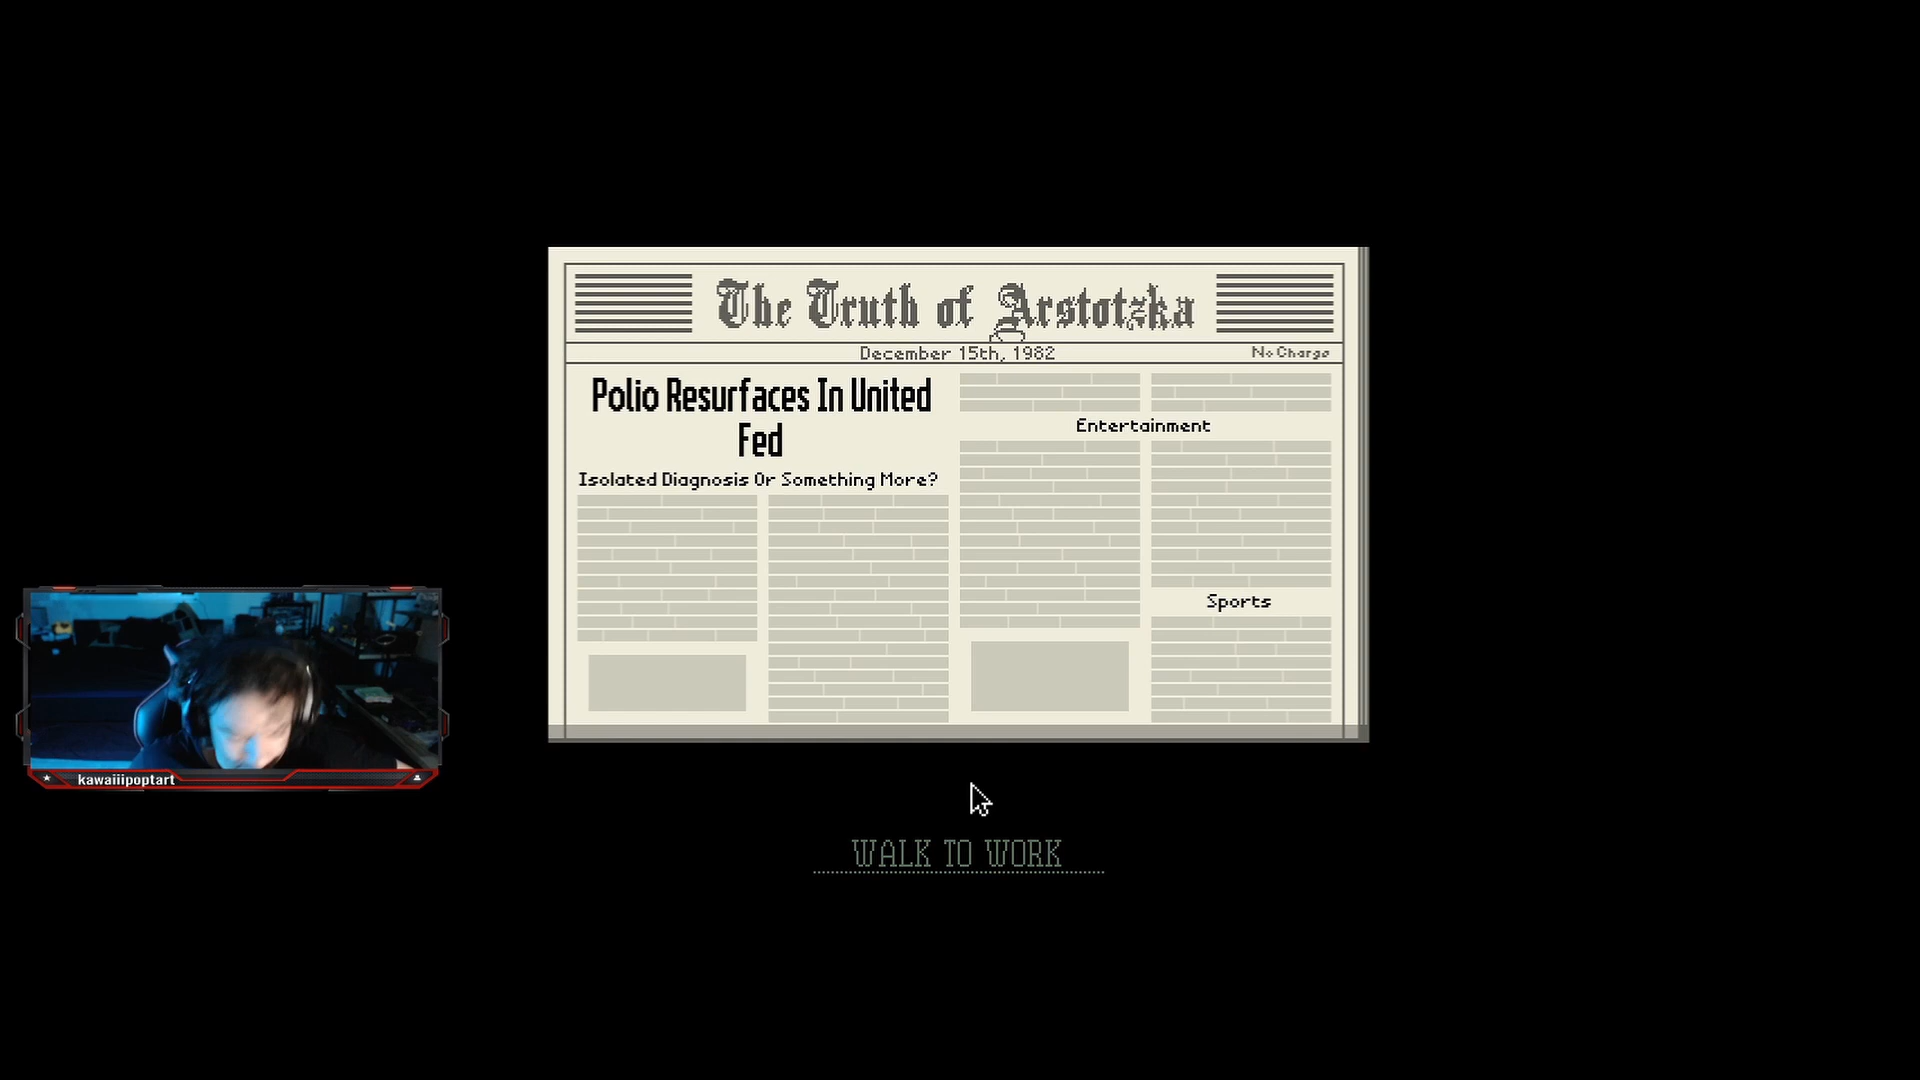 The Truth of Arstotzka
December 15th, 1982
No Charge
Polio Resurfaces In United
Fed
Isolated Diagnosis Or Something More?
Entertainment
Sports
kawaiiipoptart
WALK TO WORK